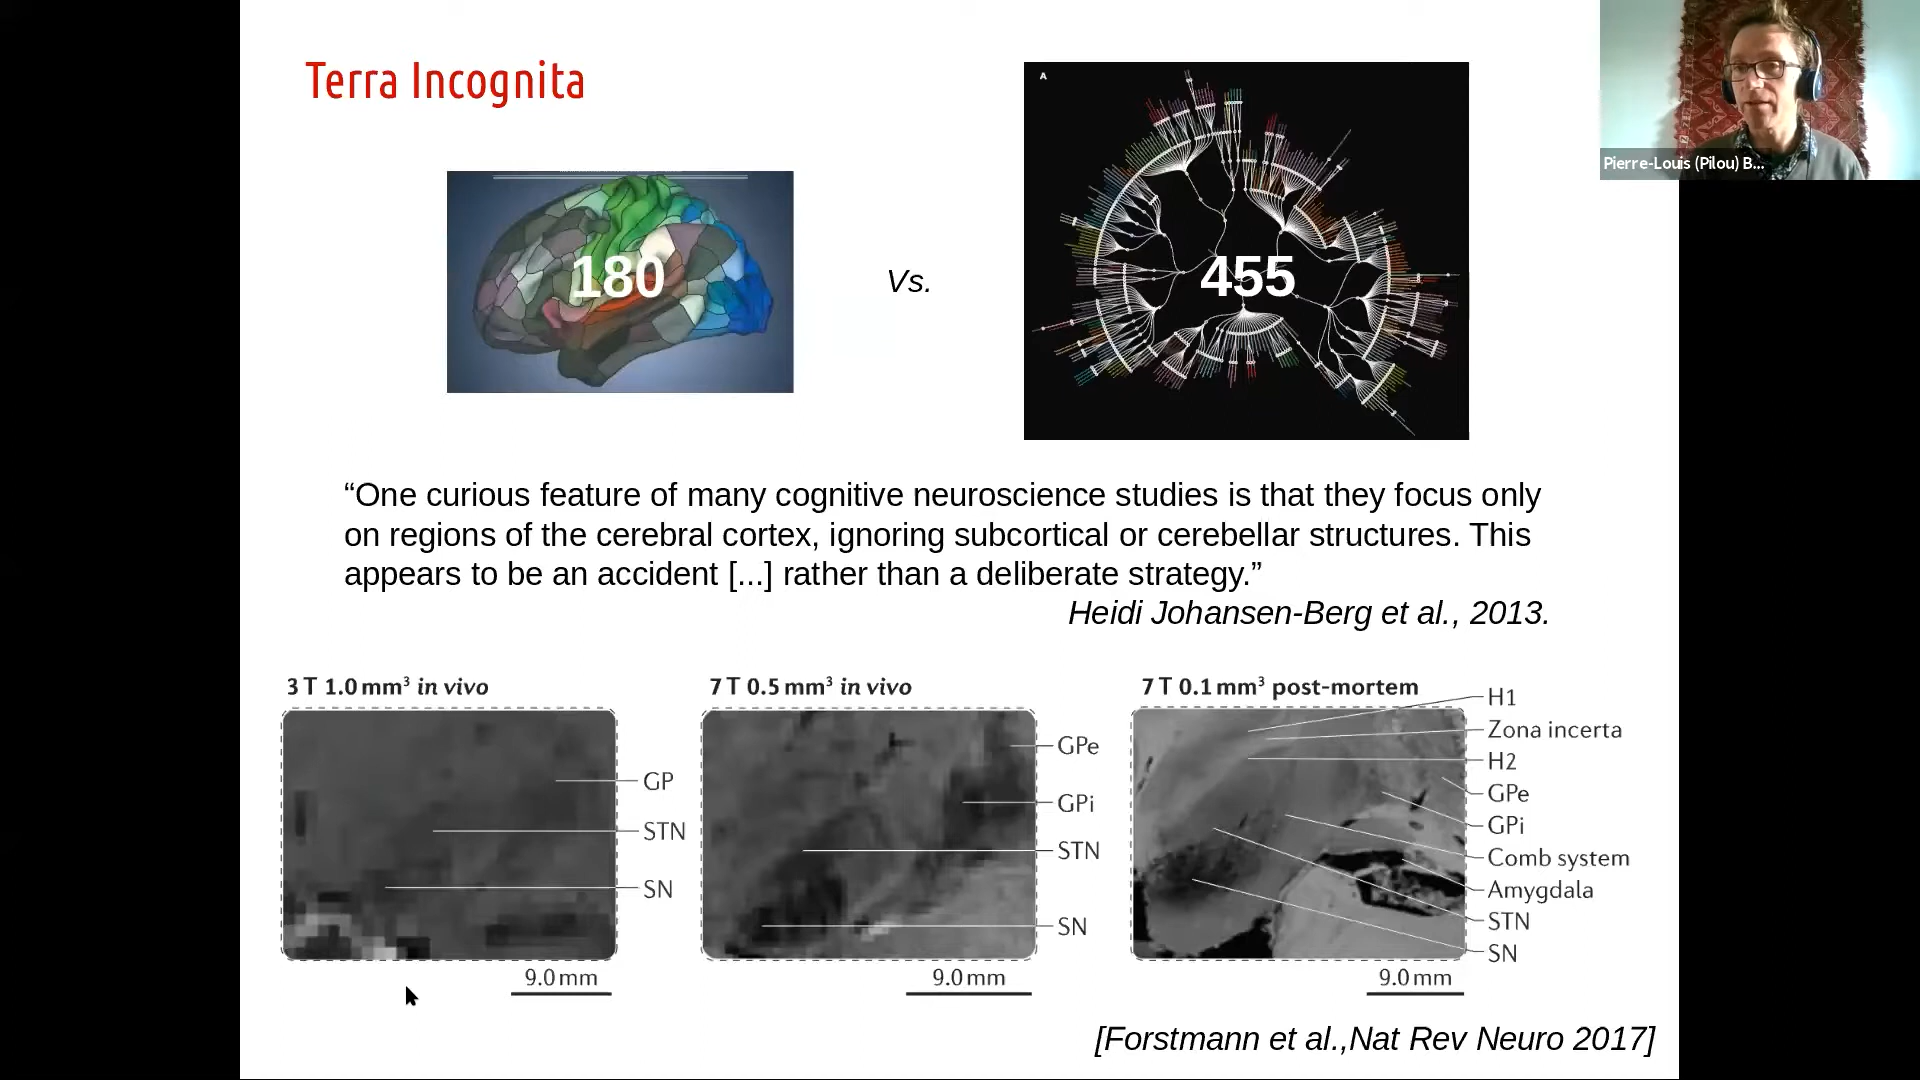 Terra Incognita
A
180
Vs.
455
Pierre-Louis (Pilou) B...
“One curious feature of many cognitive neuroscience studies is that they focus only
on regions of the cerebral cortex, ignoring subcortical or cerebellar structures. This
appears to be an accident [...] rather than a deliberate strategy.”
Heidi Johansen-Berg et al., 2013.
3 T 1.0 mm³ in vivo
GP
STN
SN
9.0 mm
7 T 0.5 mm³ in vivo
GPe
GPi
STN
SN
9.0 mm
7 T 0.1 mm³ post-mortem
H1
Zona incerta
H2
GPe
GPi
Comb system
Amygdala
STN
SN
9.0 mm
[Forstmann et al.,Nat Rev Neuro 2017]